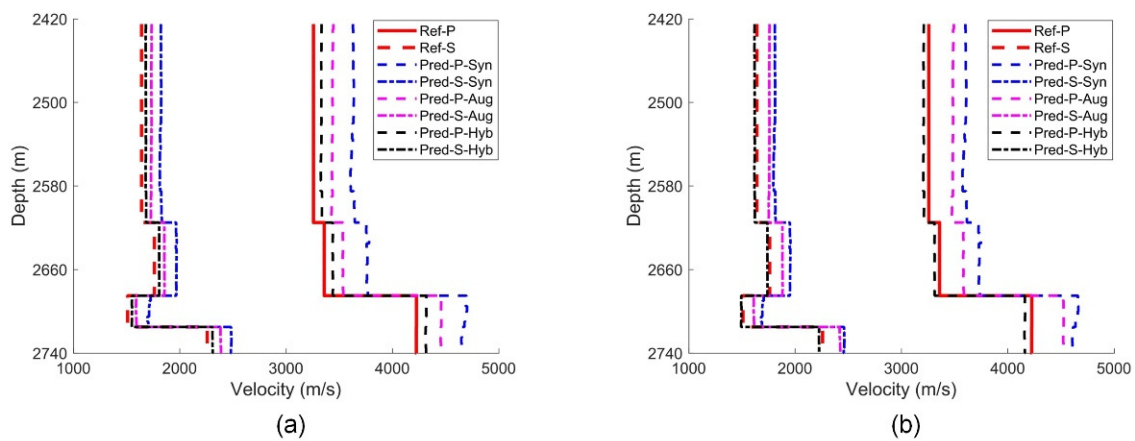 2420
2500
2580
2660
2740
Depth (m)
1000 2000 3000 4000 5000
Velocity (m/s)
Ref-P
Ref-S
Pred-P-Syn
Pred-S-Syn
Pred-P-Aug
Pred-S-Aug
Pred-P-Hyb
Pred-S-Hyb
(a)
2420
2500
2580
2660
2740
Depth (m)
1000 2000 3000 4000 5000
Velocity (m/s)
Ref-P
Ref-S
Pred-P-Syn
Pred-S-Syn
Pred-P-Aug
Pred-S-Aug
Pred-P-Hyb
Pred-S-Hyb
(b)